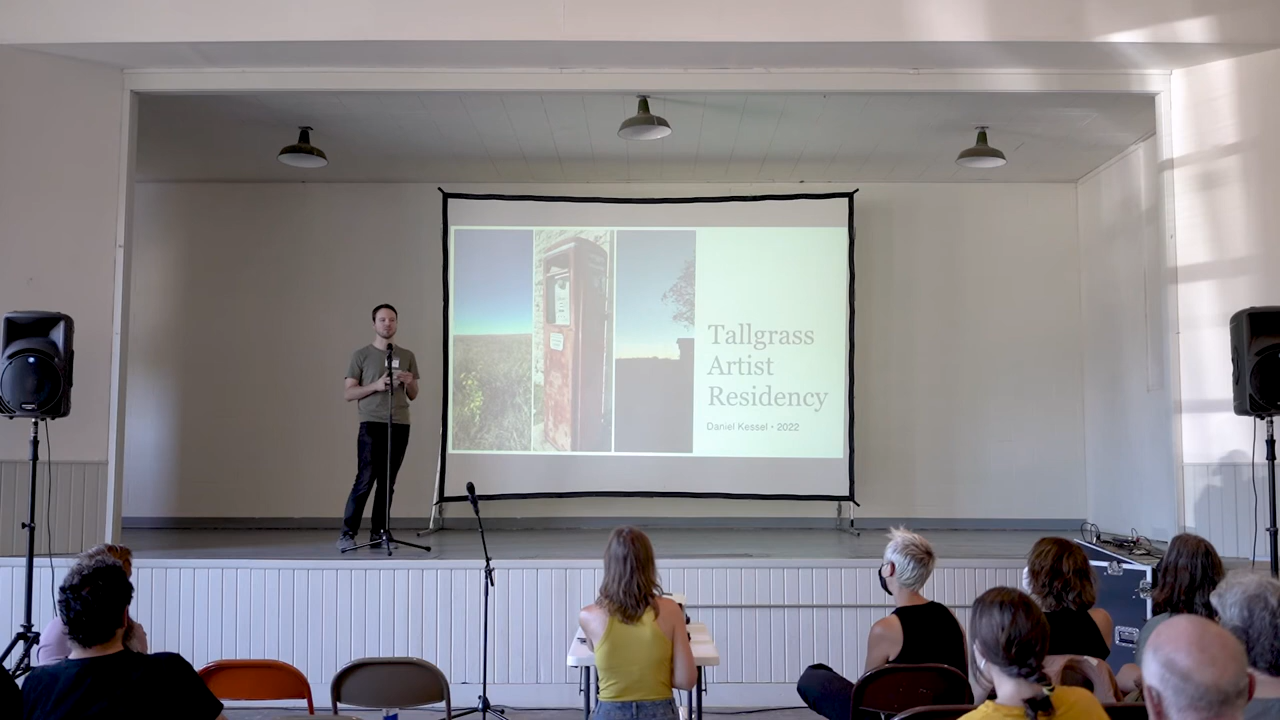 Tallgrass
Artist
Residency
Daniel Kessel • 2022